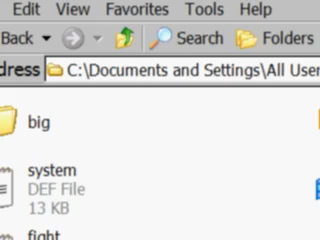 Edit View Favorites Tools Help
Back Search Folders
dress C:\Documents and Settings\All User
big
system
DEF File
13 KB
fight